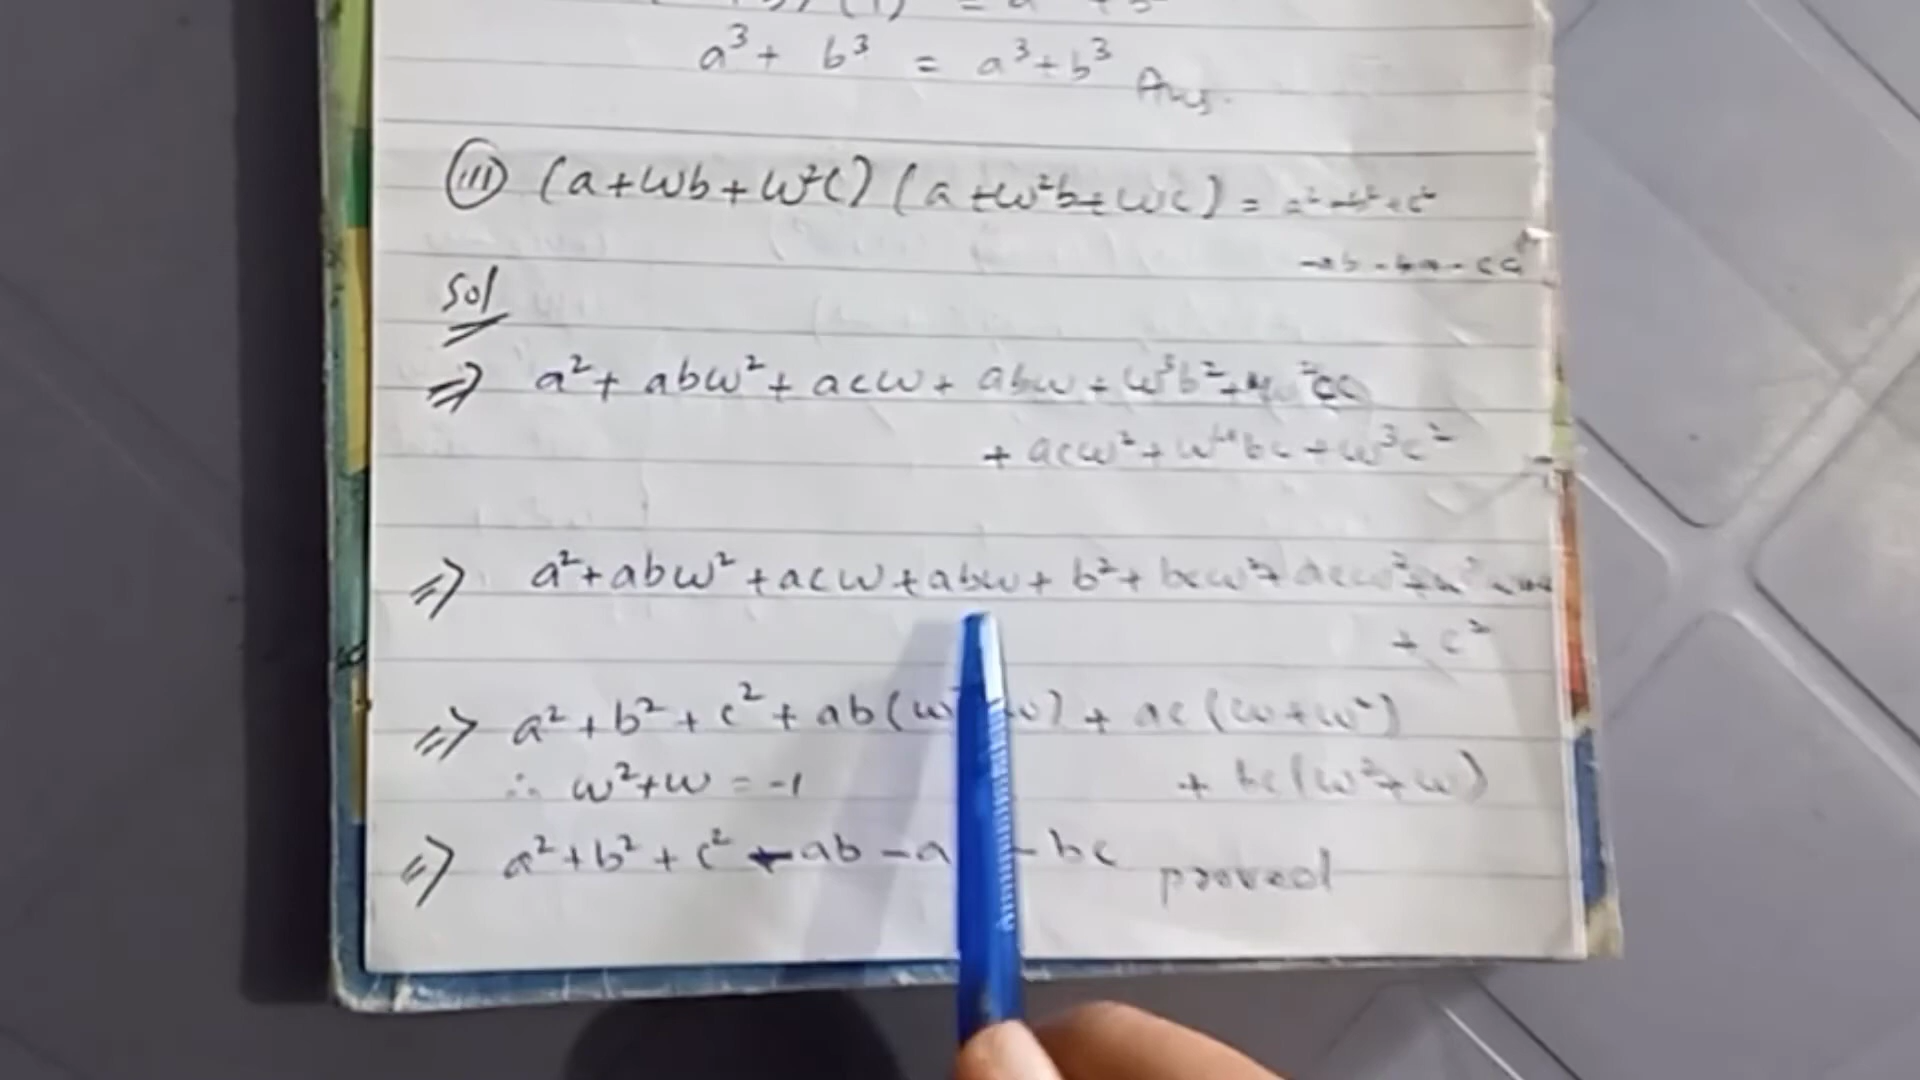 = a
a³ + b³ = a³+b³ Ans.
(iii) (a+ωb+ω²c) (a+ω²b+ωc) = a²+b²+c²
-ab - ca
Sol
⇒ a²+ abω²+ acω+ abω + ω³b²+
+ acω²+ω⁴bc+ω³c²
⇒ a²+abω²+acω+abω+ b²+ bcω²+ acω²+
+ c²
⇒ a²+b²+c²+ab(ω ω) + ac(ω+ω²)
∴ ω²+ω = -1 + bc(ω²+ω)
⇒ a²+b²+c²-ab -a - bc proved